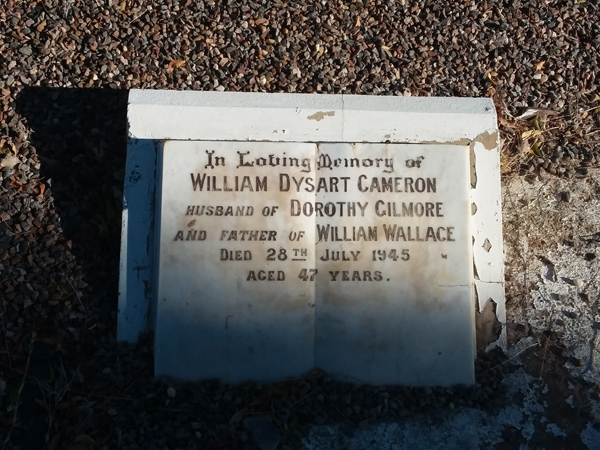 In Loving Memory of
WILLIAM DYSART CAMERON
HUSBAND OF DOROTHY GILMORE
AND FATHER OF WILLIAM WALLACE
DIED 28TH JULY 1945
AGED 47 YEARS.